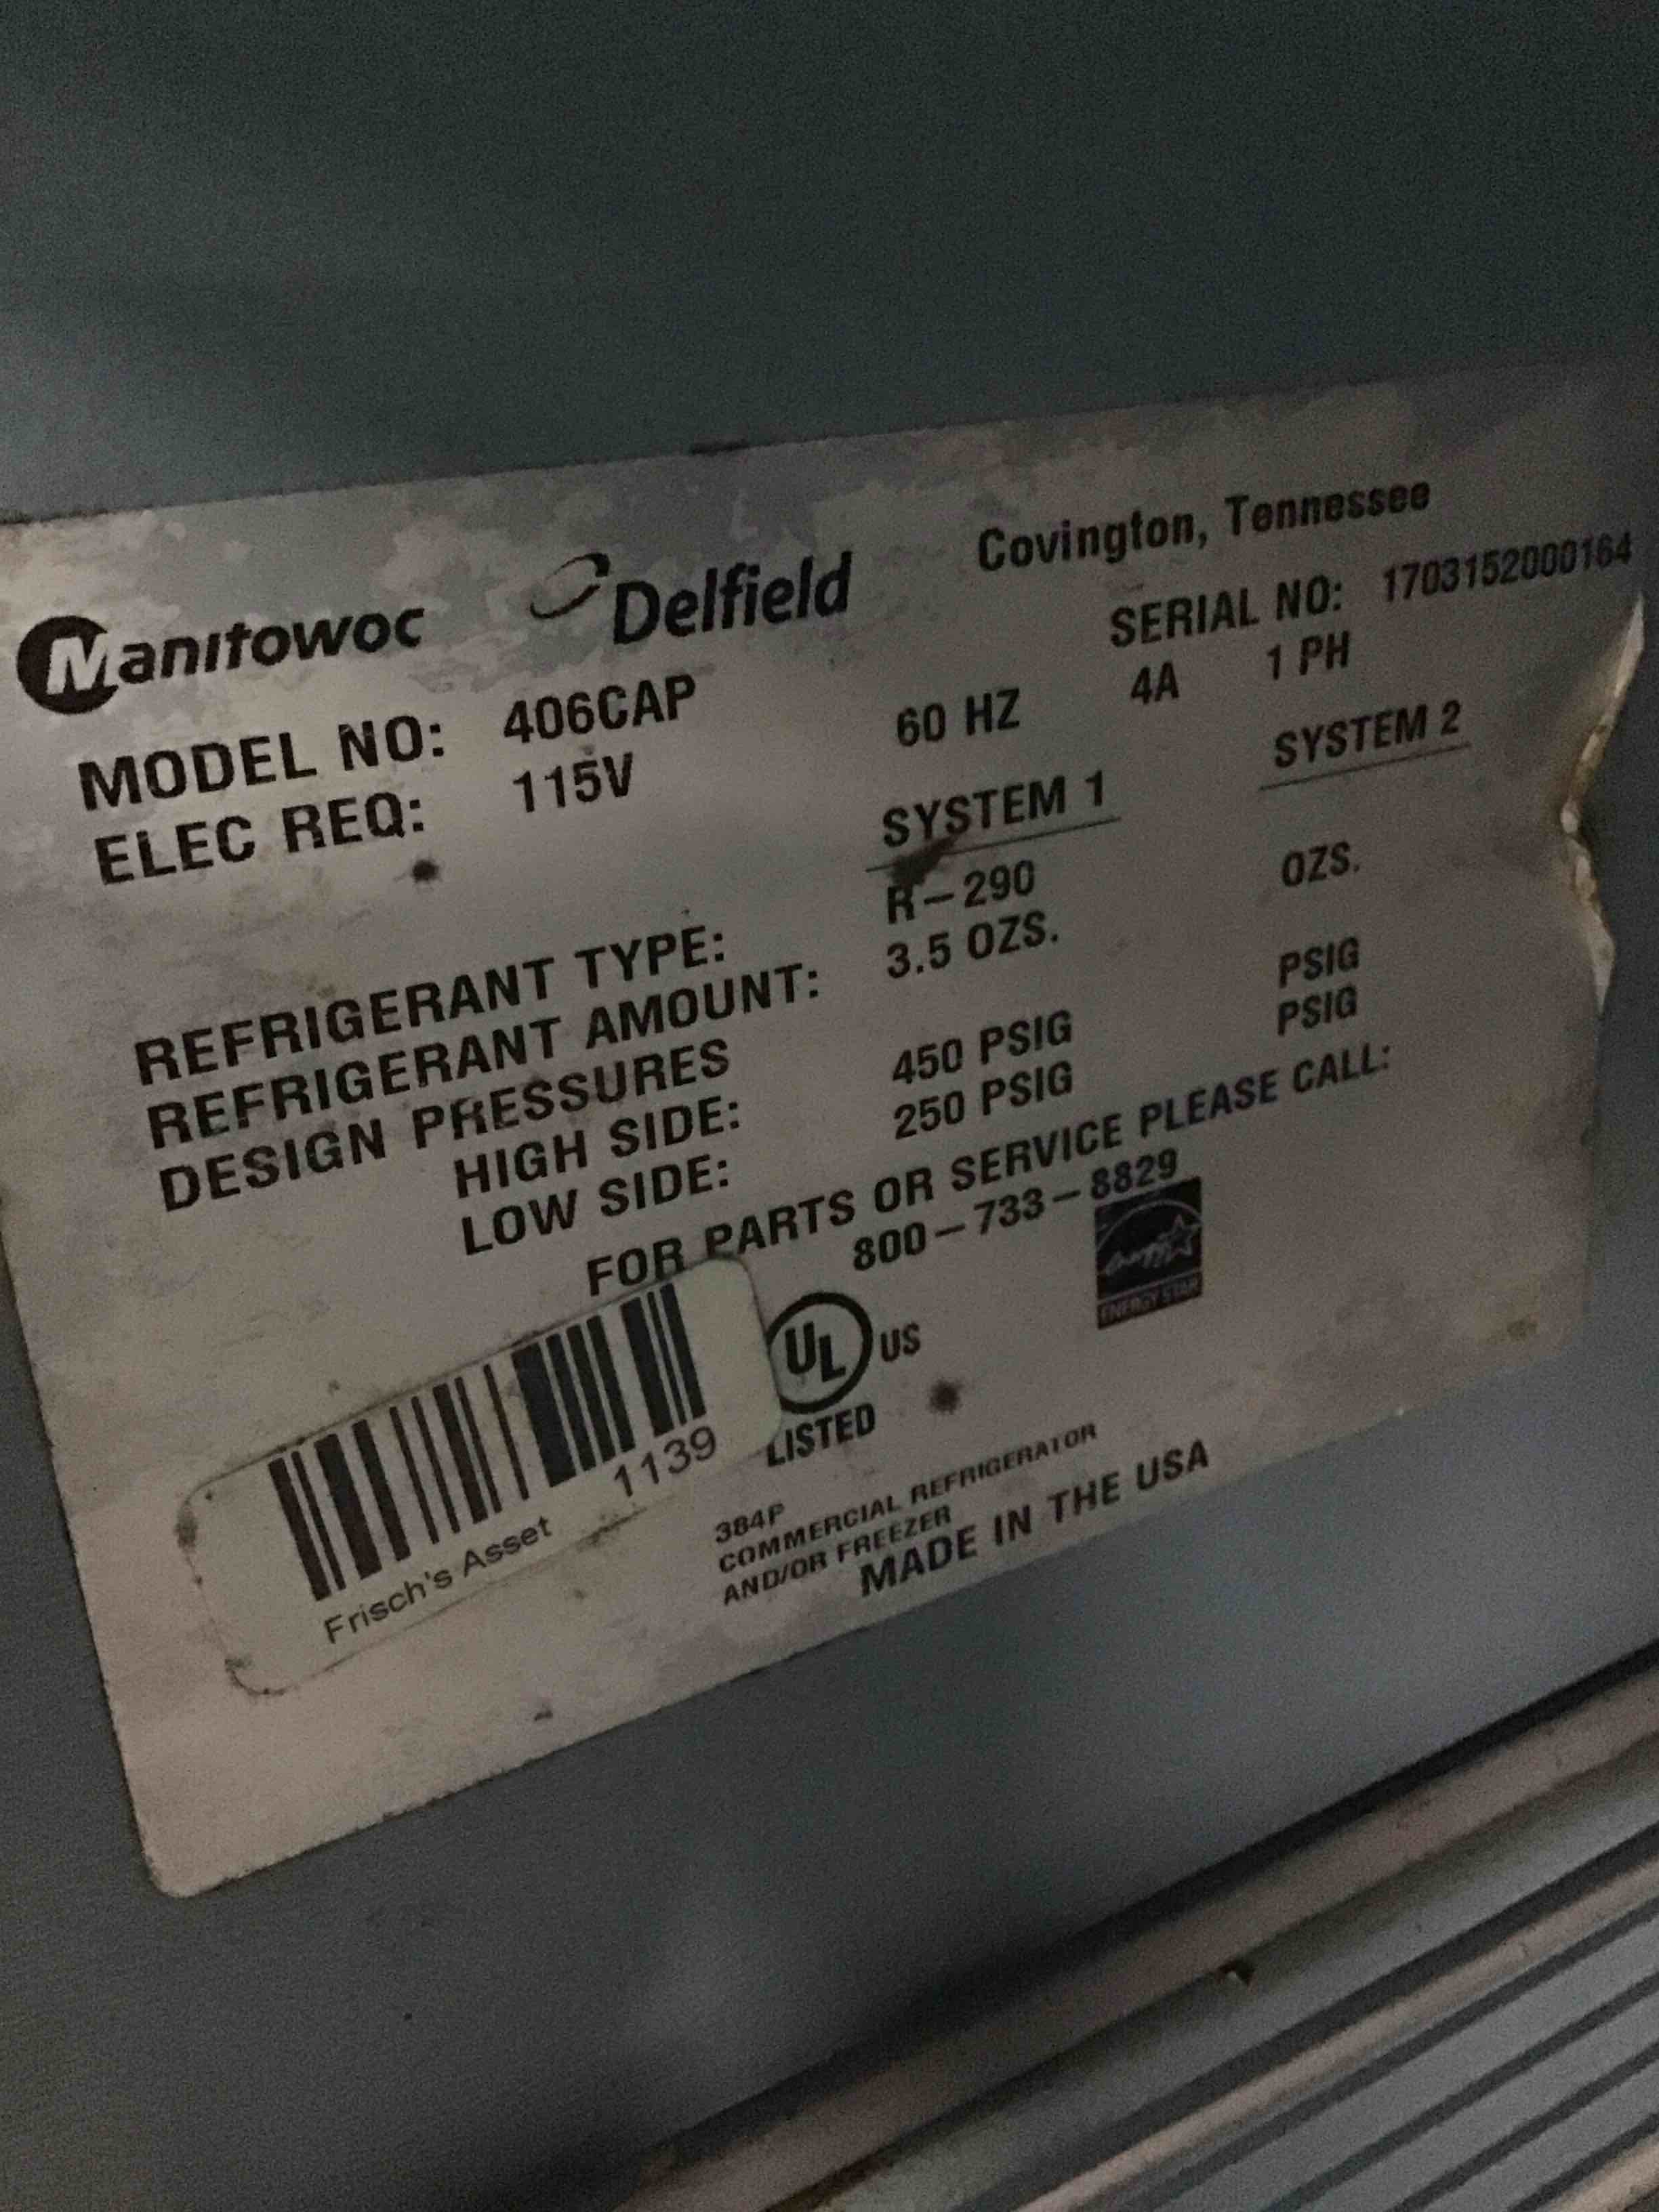 Manitowoc Delfield Covington, Tennessee
MODEL NO: 406CAP SERIAL NO: 1703152000164
ELEC REQ: 115V 60 HZ 4A 1 PH
SYSTEM 1 SYSTEM 2
REFRIGERANT TYPE: R-290
REFRIGERANT AMOUNT: 3.5 OZS. OZS.
DESIGN PRESSURES
HIGH SIDE: 450 PSIG PSIG
LOW SIDE: 250 PSIG PSIG
FOR PARTS OR SERVICE PLEASE CALL:
800-733-8829
UL US
LISTED
energy
ENERGY STAR
Frisch's Asset 1139
384P
COMMERCIAL REFRIGERATOR
AND/OR FREEZER
MADE IN THE USA